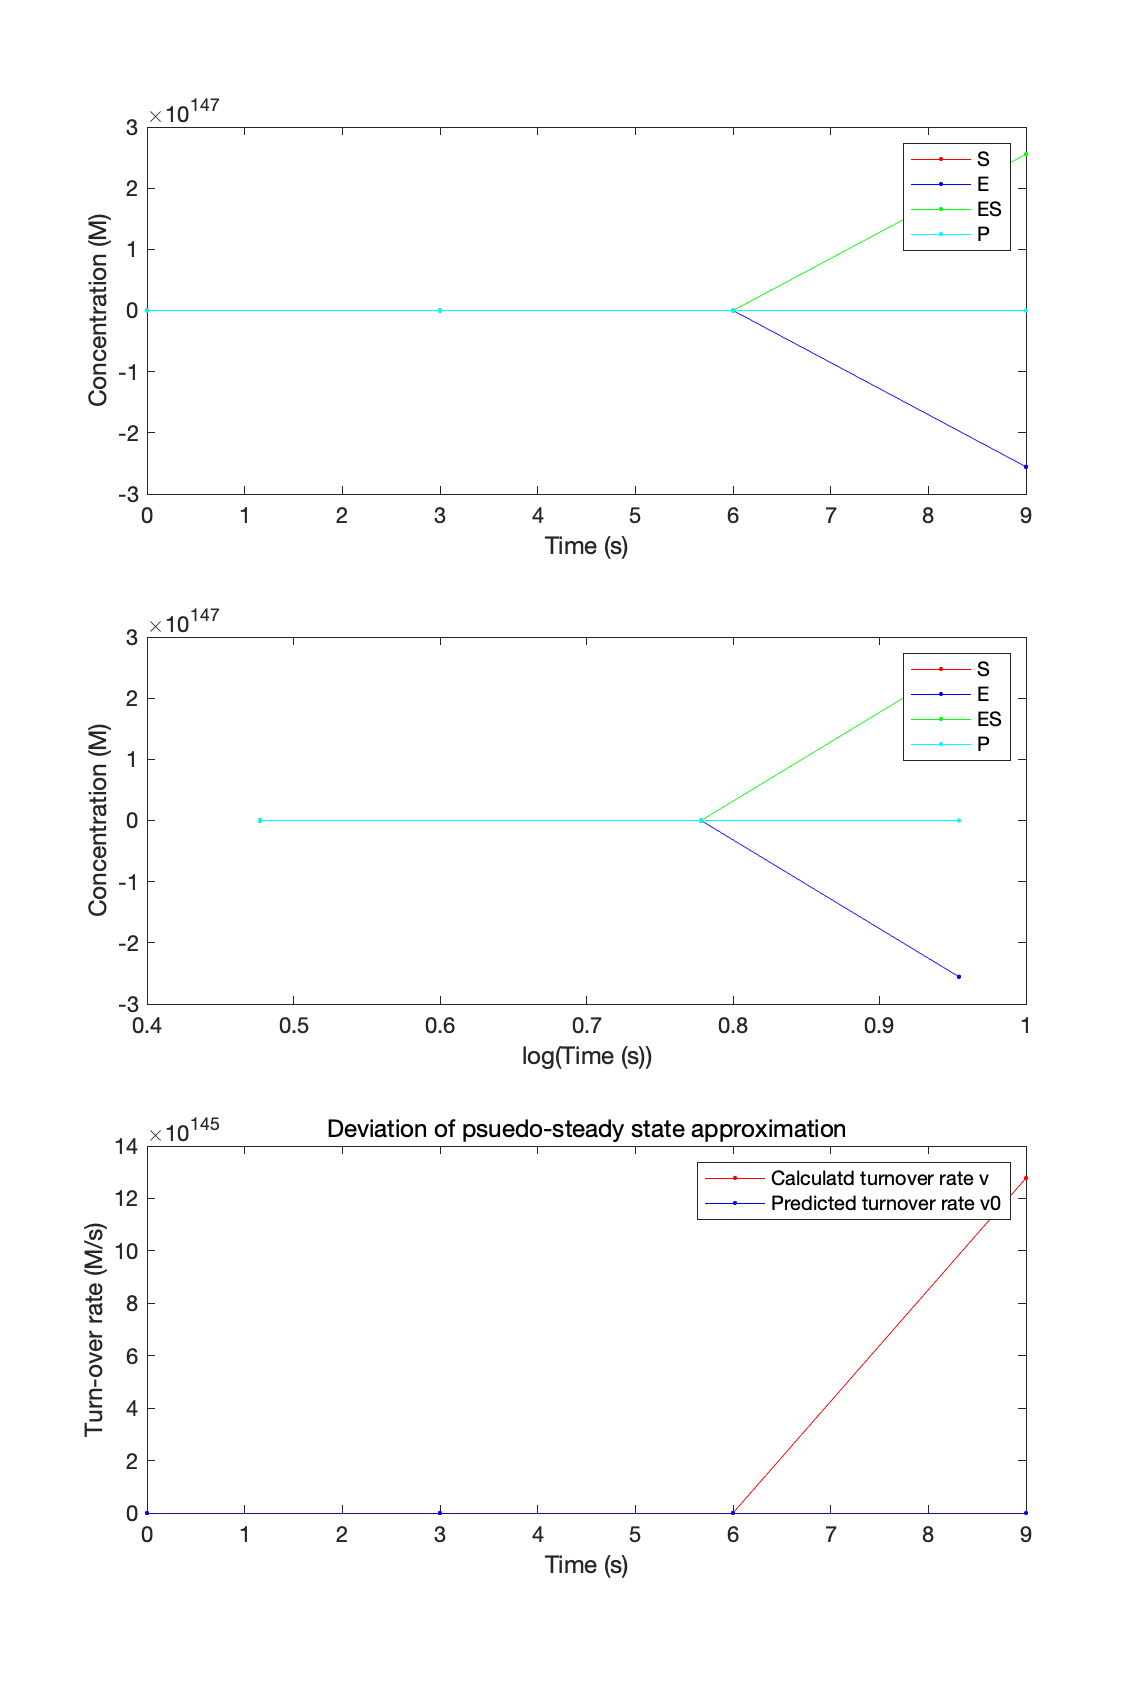 ×10^147
3
2
1
0
-1
-2
-3
Concentration (M)
S
E
ES
P
0 1 2 3 4 5 6 7 8 9
Time (s)
×10^147
3
2
1
0
-1
-2
-3
Concentration (M)
S
E
ES
P
0.4 0.5 0.6 0.7 0.8 0.9 1
log(Time (s))
Deviation of psuedo-steady state approximation
×10^145
14
12
10
8
6
4
2
0
Turn-over rate (M/s)
Calculatd turnover rate v
Predicted turnover rate v0
0 1 2 3 4 5 6 7 8 9
Time (s)